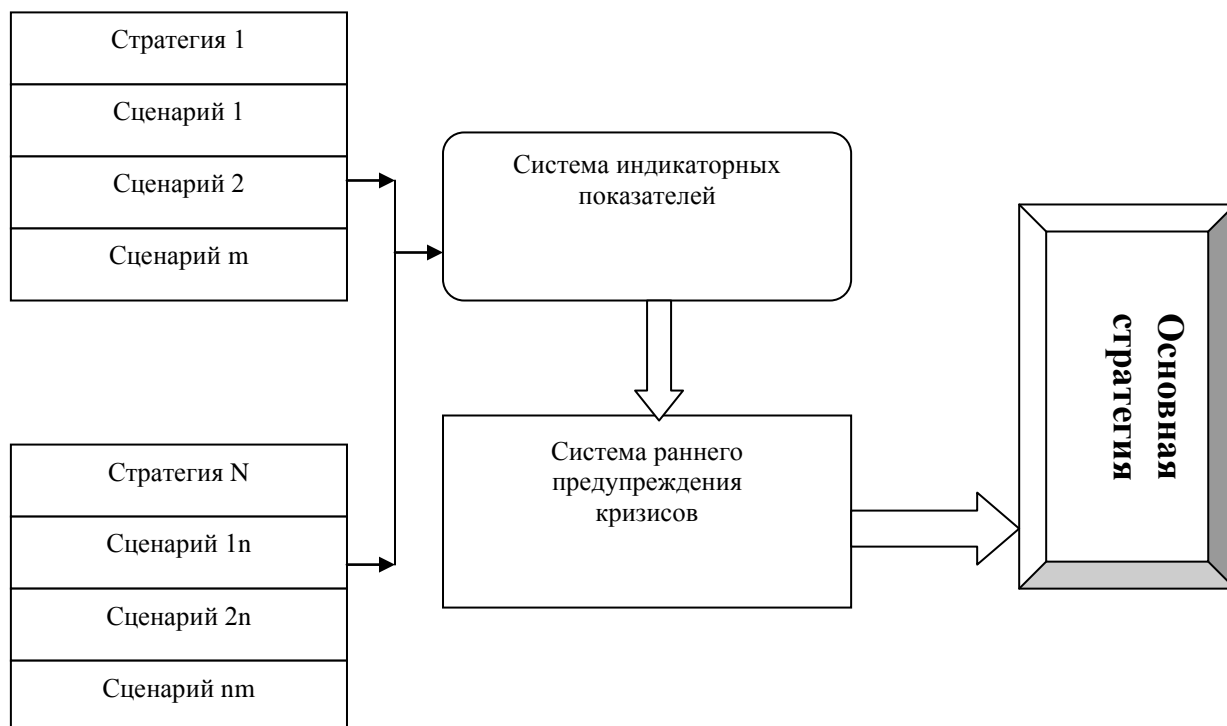 Стратегия 1
Сценарий 1
Сценарий 2
Сценарий m
Стратегия N
Сценарий 1n
Сценарий 2n
Сценарий nm
Система индикаторных
показателей
Система раннего
предупреждения
кризисов
Основная
стратегия